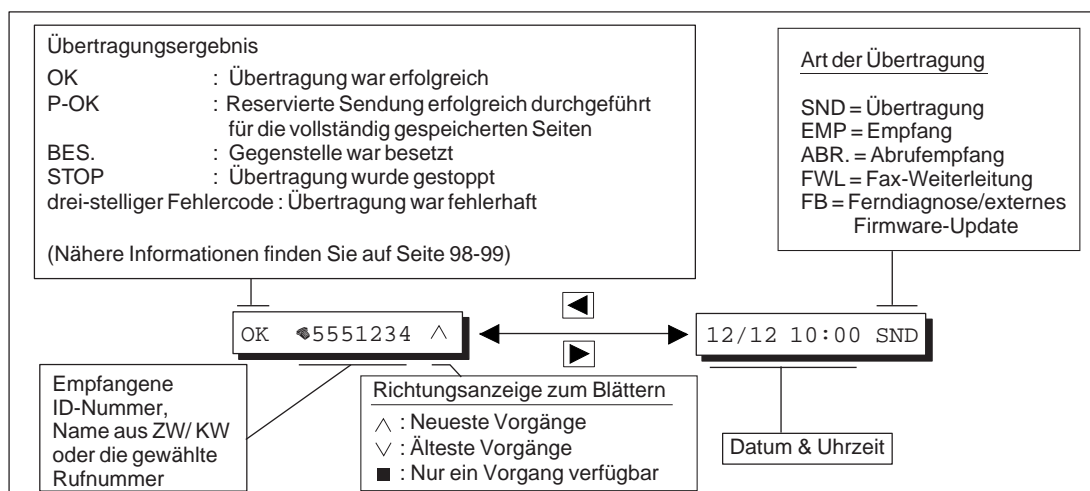 Übertragungsergebnis
OK : Übertragung war erfolgreich
P-OK : Reservierte Sendung erfolgreich durchgeführt
für die vollständig gespeicherten Seiten
BES. : Gegenstelle war besetzt
STOP : Übertragung wurde gestoppt
drei-stelliger Fehlercode : Übertragung war fehlerhaft
(Nähere Informationen finden Sie auf Seite 98-99)
Art der Übertragung
SND = Übertragung
EMP = Empfang
ABR. = Abrufempfang
FWL = Fax-Weiterleitung
FB = Ferndiagnose/externes
Firmware-Update
OK ✎5551234 ∧
12/12 10:00 SND
Empfangene
ID-Nummer,
Name aus ZW/ KW
oder die gewählte
Rufnummer
Richtungsanzeige zum Blättern
∧ : Neueste Vorgänge
∨ : Älteste Vorgänge
■ : Nur ein Vorgang verfügbar
Datum & Uhrzeit